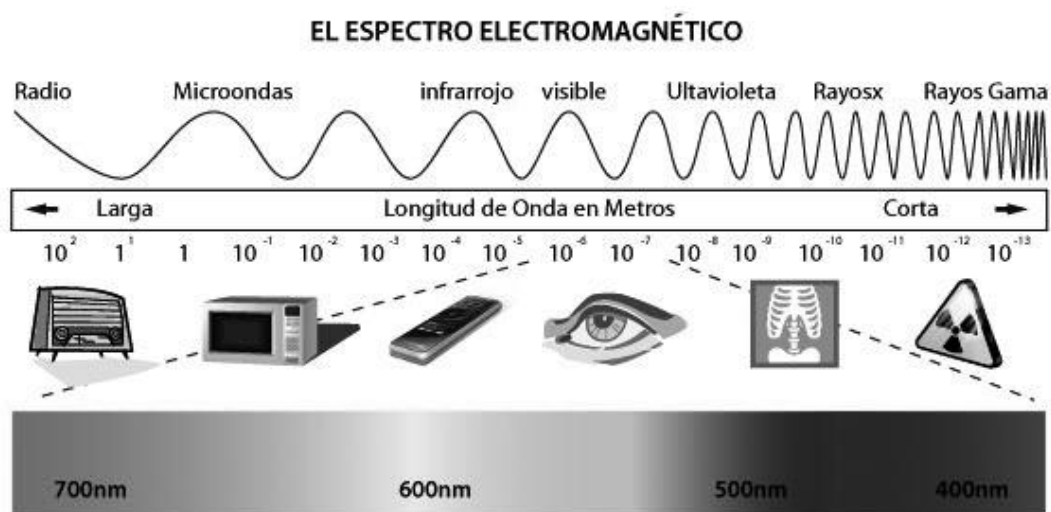 EL ESPECTRO ELECTROMAGNÉTICO
Radio Microondas infrarrojo visible Ultavioleta Rayosx Rayos Gama
Larga Longitud de Onda en Metros Corta
10² 1¹ 1 10⁻¹ 10⁻² 10⁻³ 10⁻⁴ 10⁻⁵ 10⁻⁶ 10⁻⁷ 10⁻⁸ 10⁻⁹ 10⁻¹⁰ 10⁻¹¹ 10⁻¹² 10⁻¹³
700nm 600nm 500nm 400nm